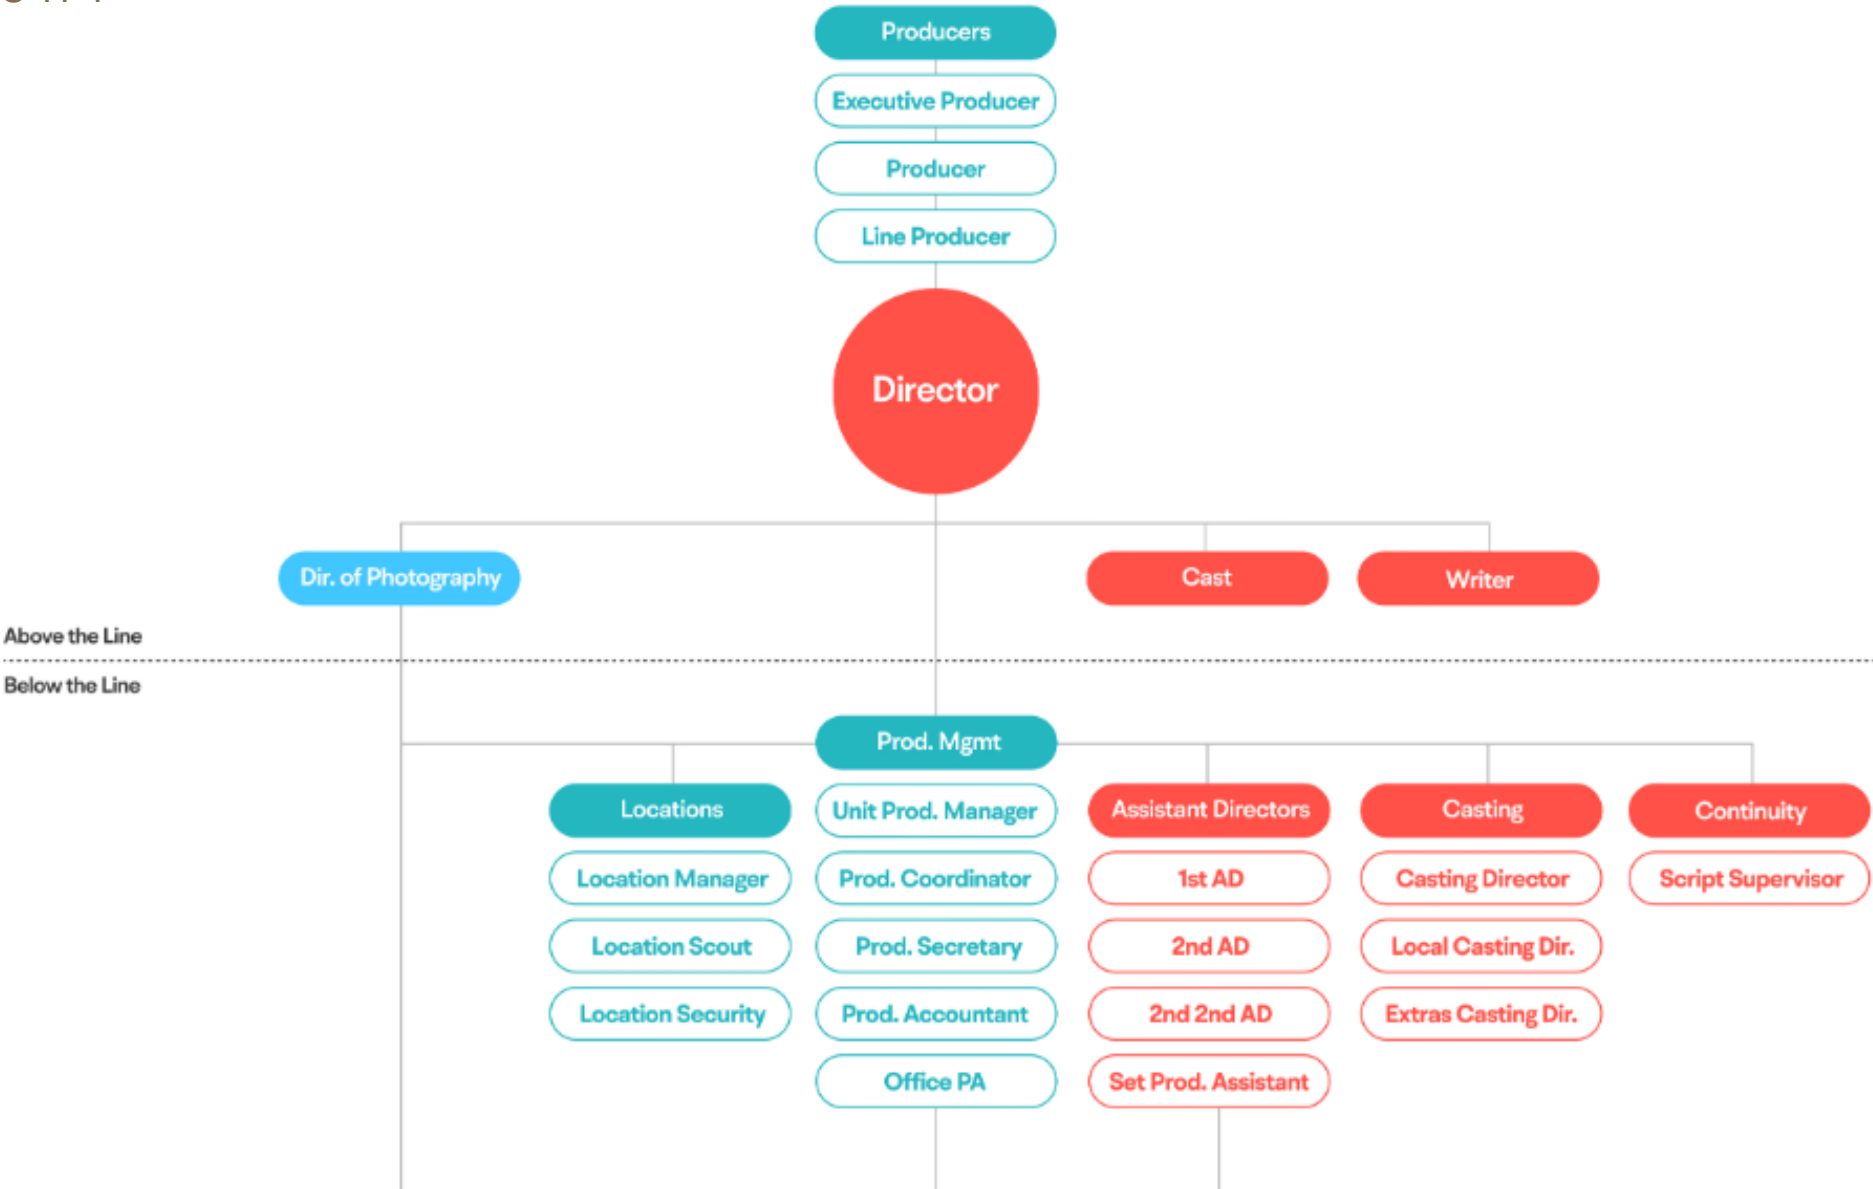 Producers
Executive Producer
Producer
Line Producer
Director
Dir. of Photography
Cast
Writer
Above the Line
Below the Line
Prod. Mgmt
Locations
Location Manager
Location Scout
Location Security
Unit Prod. Manager
Prod. Coordinator
Prod. Secretary
Prod. Accountant
Office PA
Assistant Directors
1st AD
2nd AD
2nd 2nd AD
Set Prod. Assistant
Casting
Casting Director
Local Casting Dir.
Extras Casting Dir.
Continuity
Script Supervisor